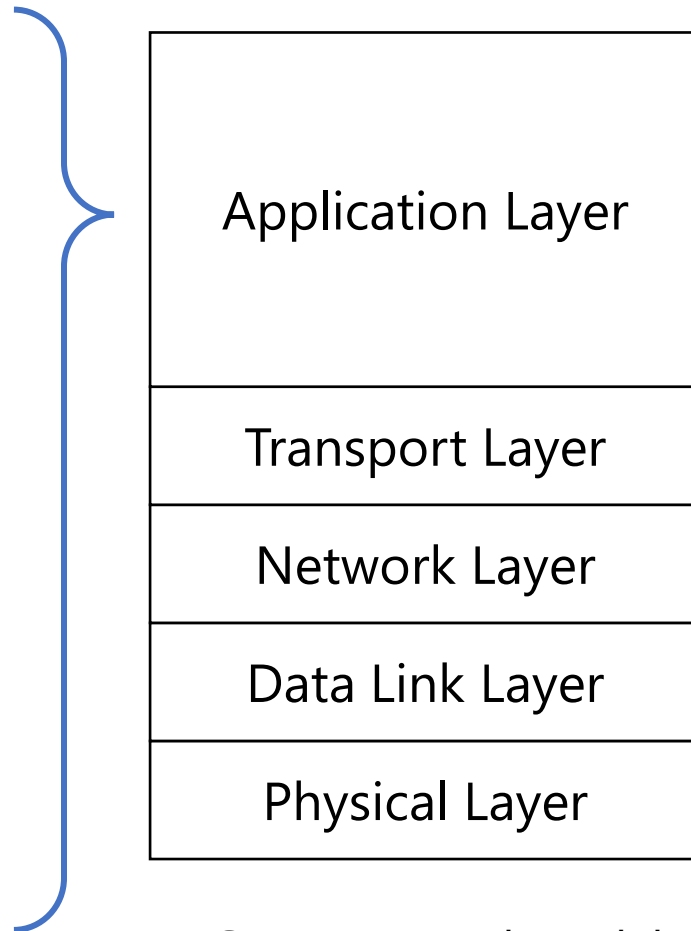 Application Layer
Transport Layer
Network Layer
Data Link Layer
Physical Layer